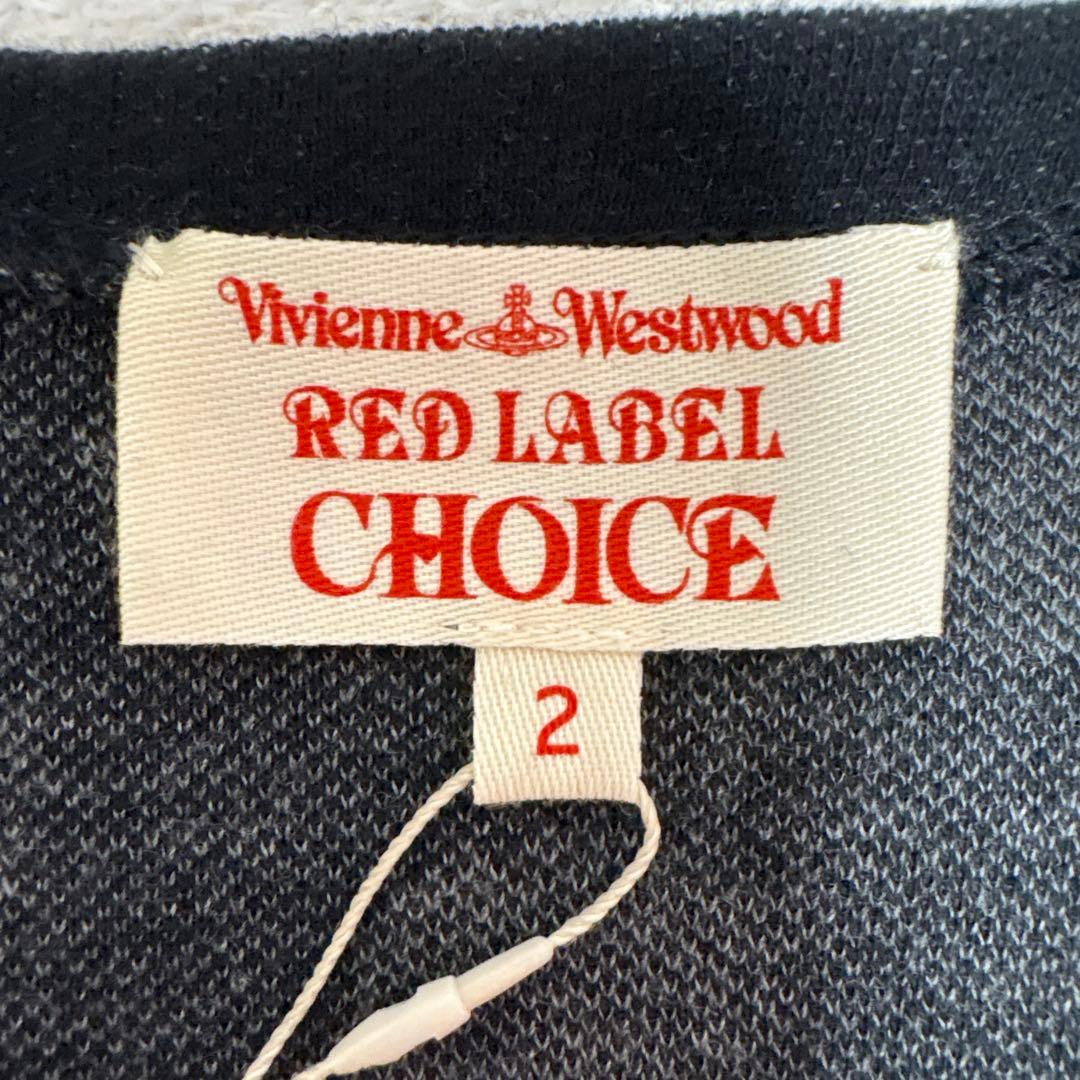 Vivienne Westwood
RED LABEL
CHOICE
2